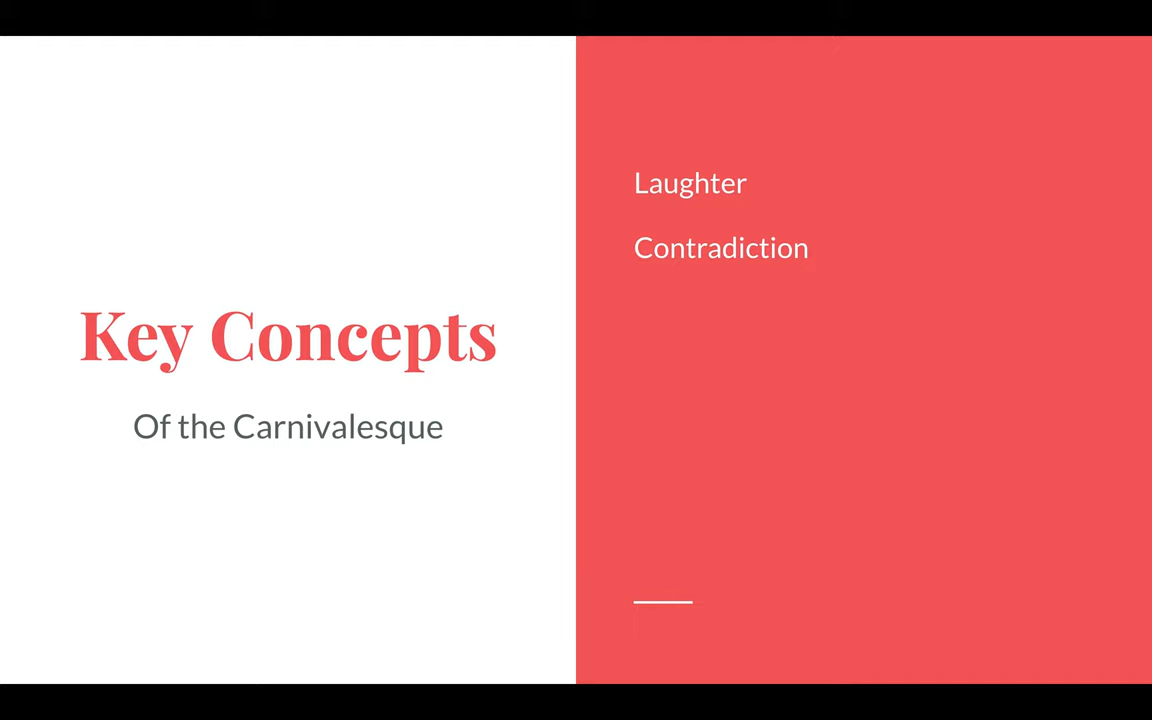 Key Concepts
Of the Carnivalesque
Laughter
Contradiction